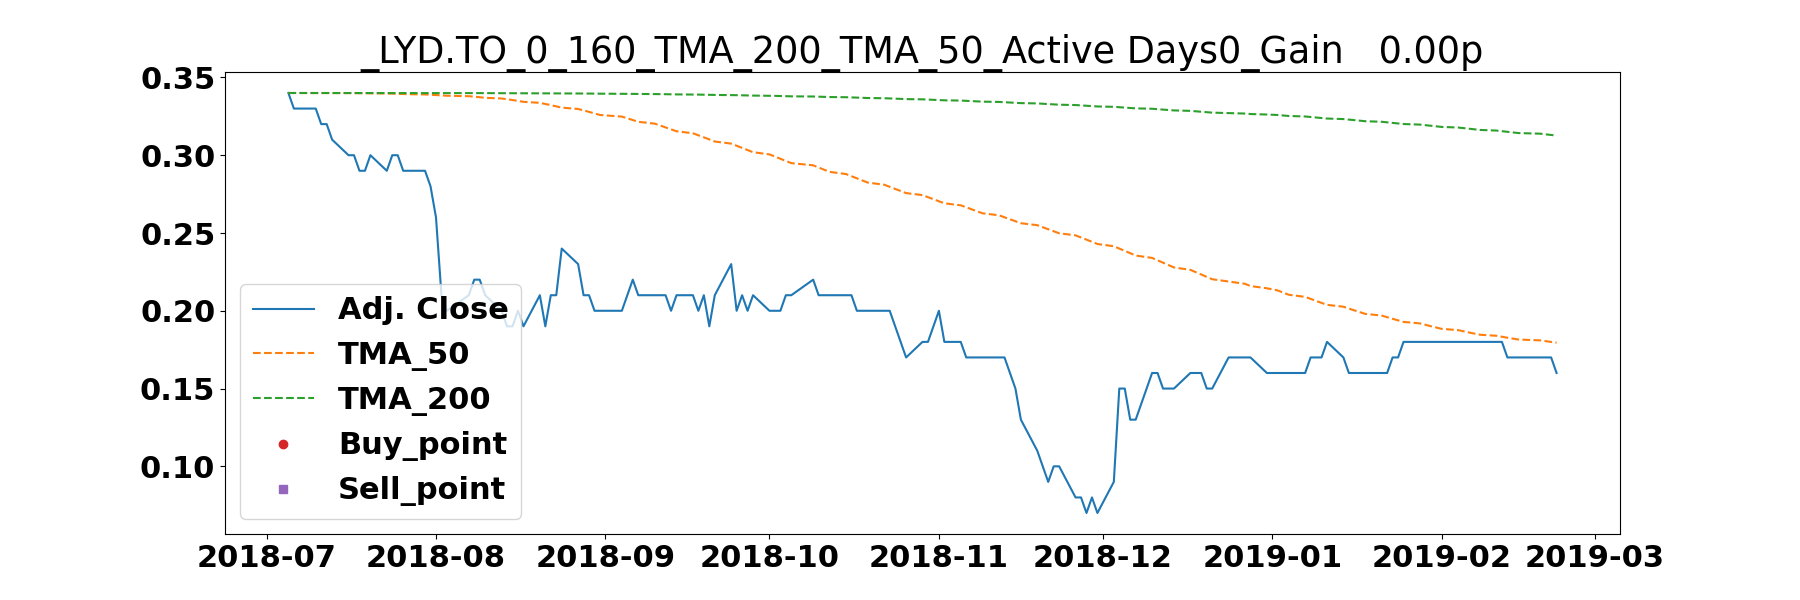 _LYD.TO_0_160_TMA_200_TMA_50_Active Days0_Gain   0.00p
0.35
0.30
0.25
0.20
0.15
0.10
Adj. Close
TMA_50
TMA_200
Buy_point
Sell_point
2018-07 2018-08 2018-09 2018-10 2018-11 2018-12 2019-01 2019-02 2019-03